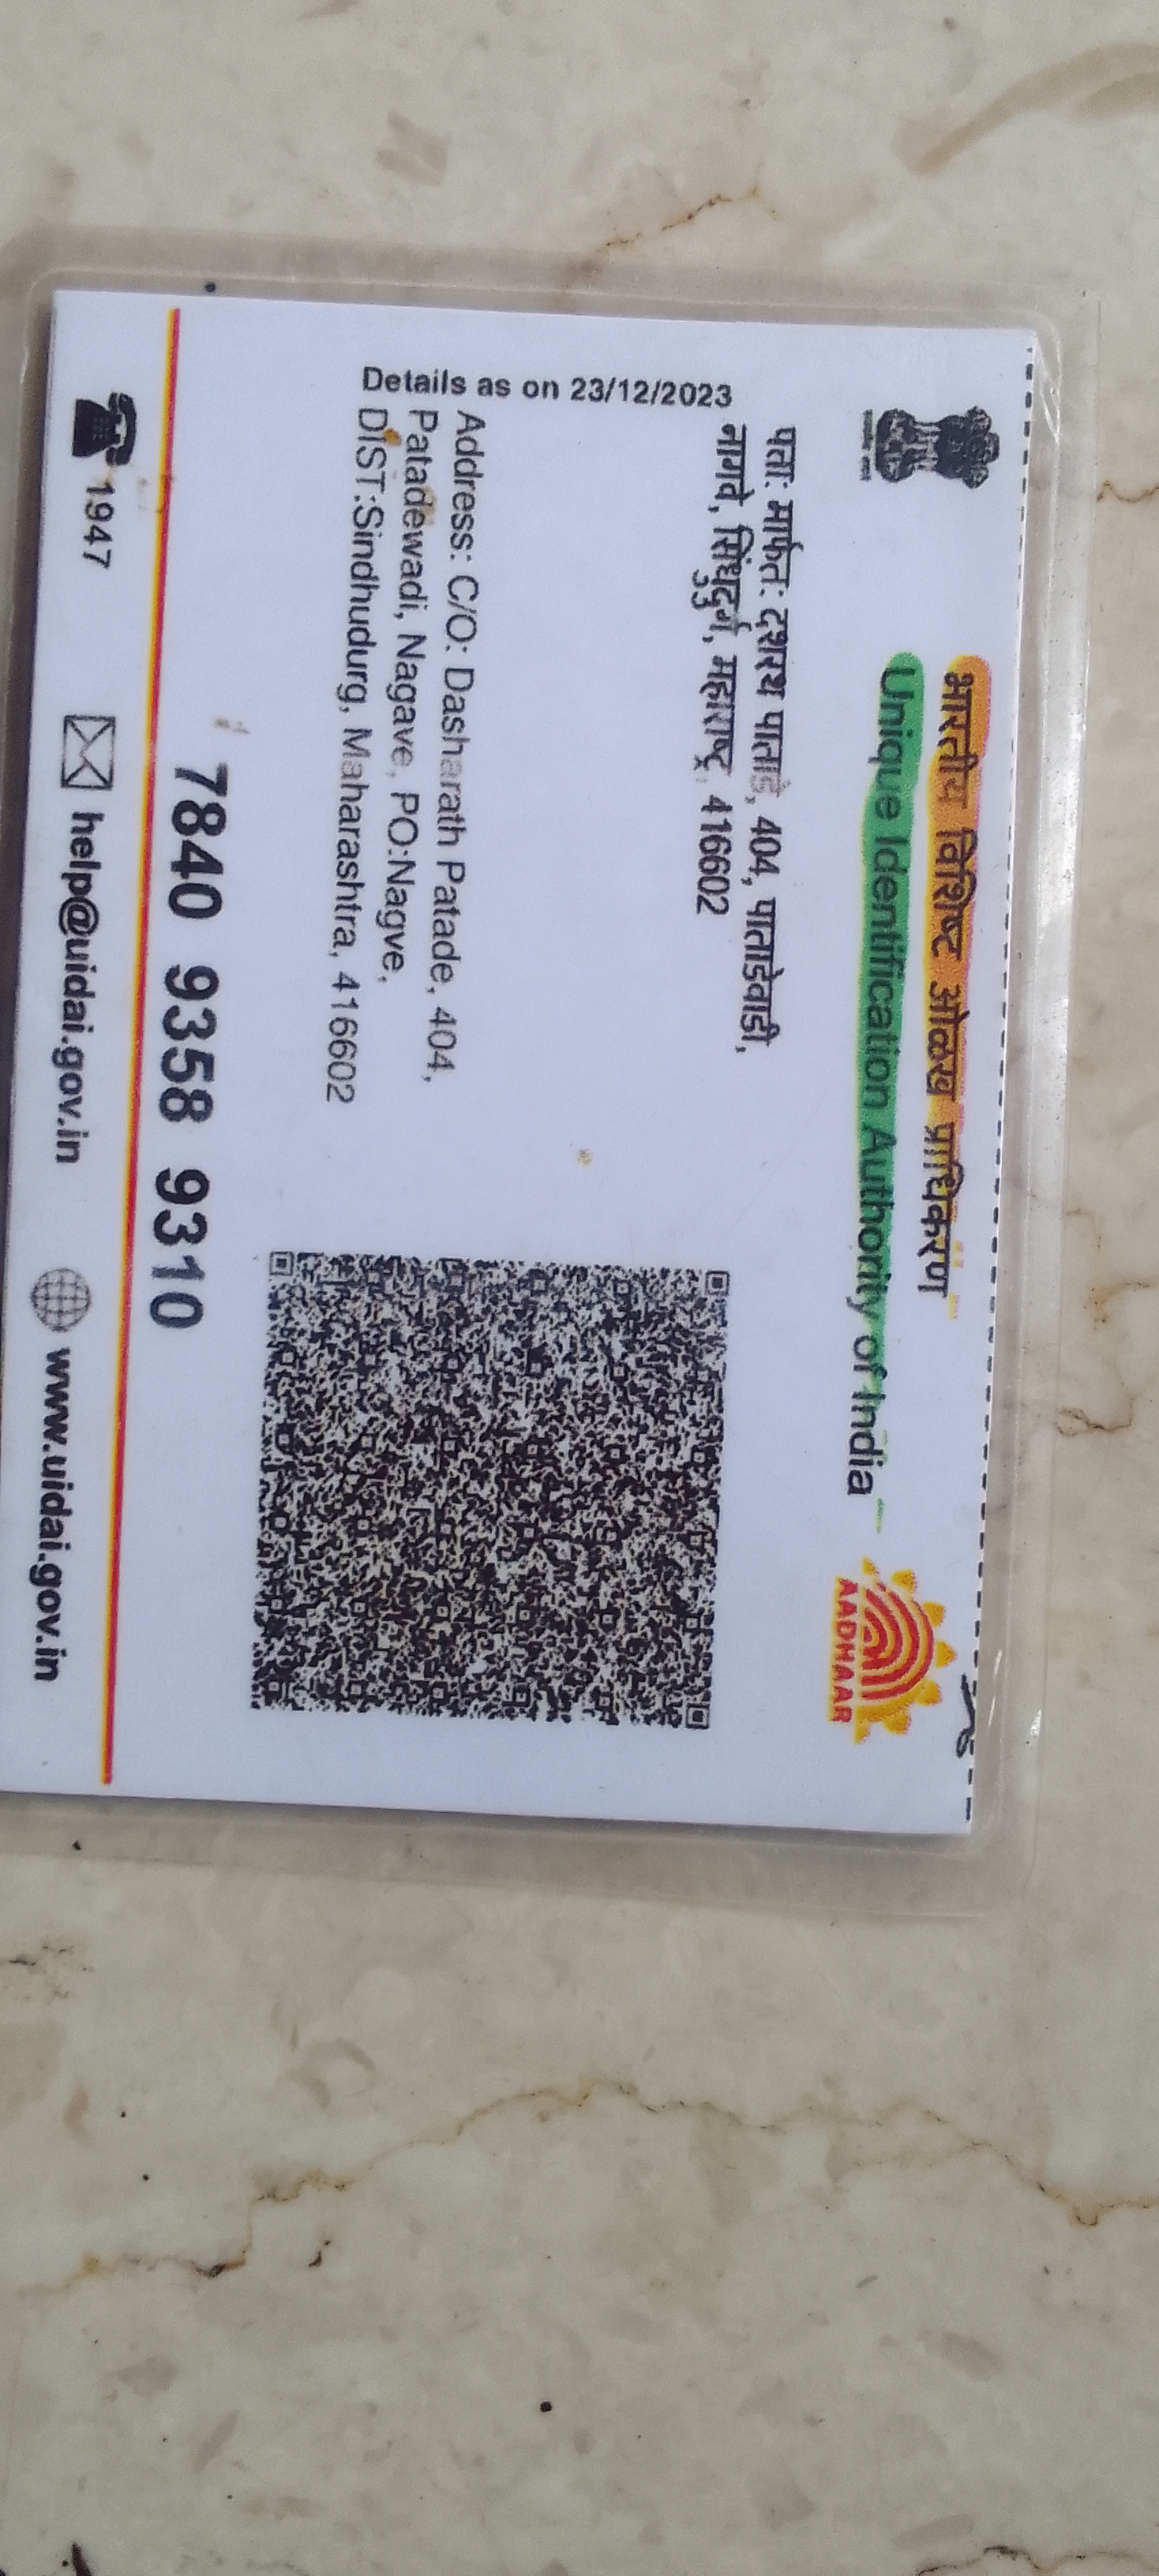 भारतीय विशिष्ट ओळख प्राधिकरण
Unique Identification Authority of India
AADHAAR
पत्ता: मार्फत: दशरथ पाताडे, 404, पाताडेवाडी,
नागवे, सिंधुदुर्ग, महाराष्ट्र, 416602
Details as on 23/12/2023
Address: C/O: Dasharath Patade, 404,
Patadewadi, Nagave, PO:Nagve,
DIST:Sindhudurg, Maharashtra, 416602
7840 9358 9310
1947
help@uidai.gov.in
www.uidai.gov.in